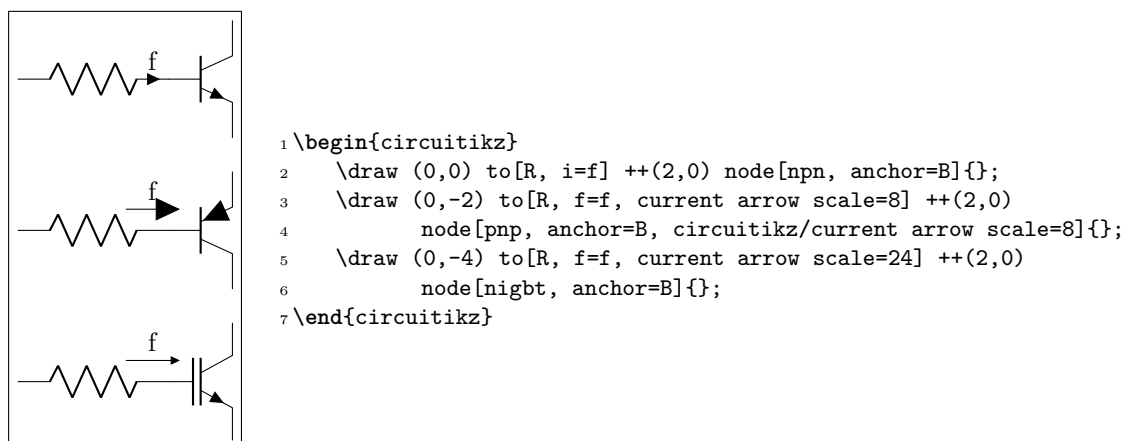 f
f
f
1 \begin{circuitikz}
2     \draw (0,0) to[R, i=f] ++(2,0) node[npn, anchor=B]{};
3     \draw (0,-2) to[R, f=f, current arrow scale=8] ++(2,0)
4           node[pnp, anchor=B, circuitikz/current arrow scale=8]{};
5     \draw (0,-4) to[R, f=f, current arrow scale=24] ++(2,0)
6           node[nigbt, anchor=B]{};
7 \end{circuitikz}